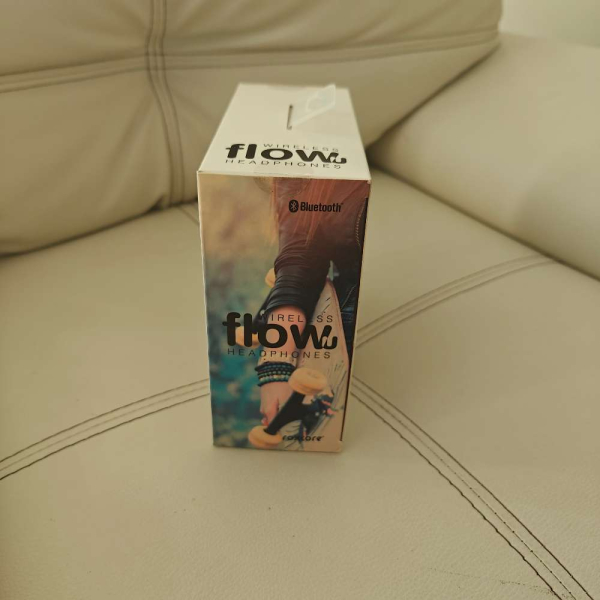 WIRELESS
flow
HEADPHONES
Bluetooth®
WIRELESS
flow
HEADPHONES